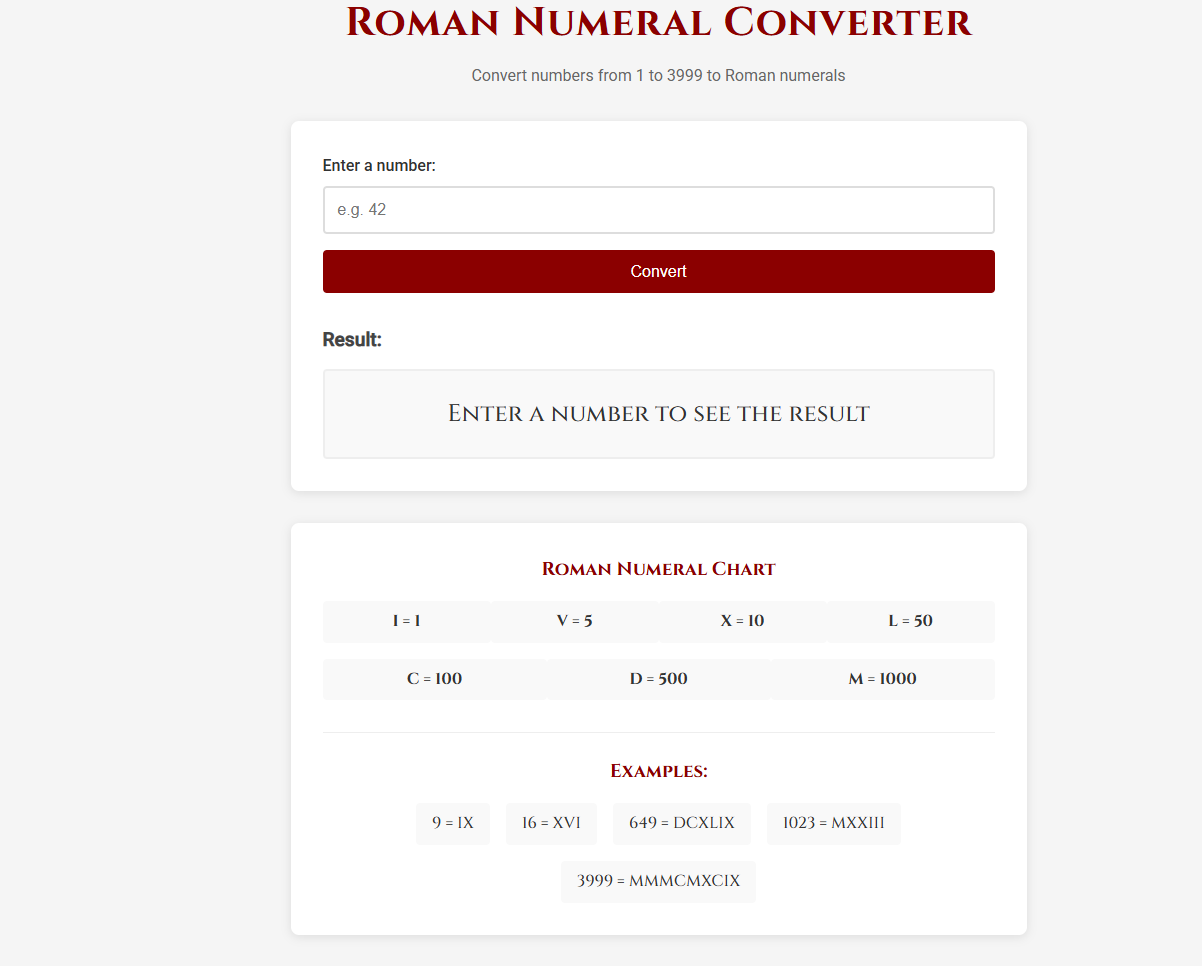 Roman Numeral Converter
Convert numbers from 1 to 3999 to Roman numerals
Enter a number:
e.g. 42
Convert
Result:
Enter a number to see the result
Roman Numeral Chart
I = 1 V = 5 X = 10 L = 50
C = 100 D = 500 M = 1000
Examples:
9 = IX 16 = XVI 649 = DCXLIX 1023 = MXXIII
3999 = MMMCMXCIX